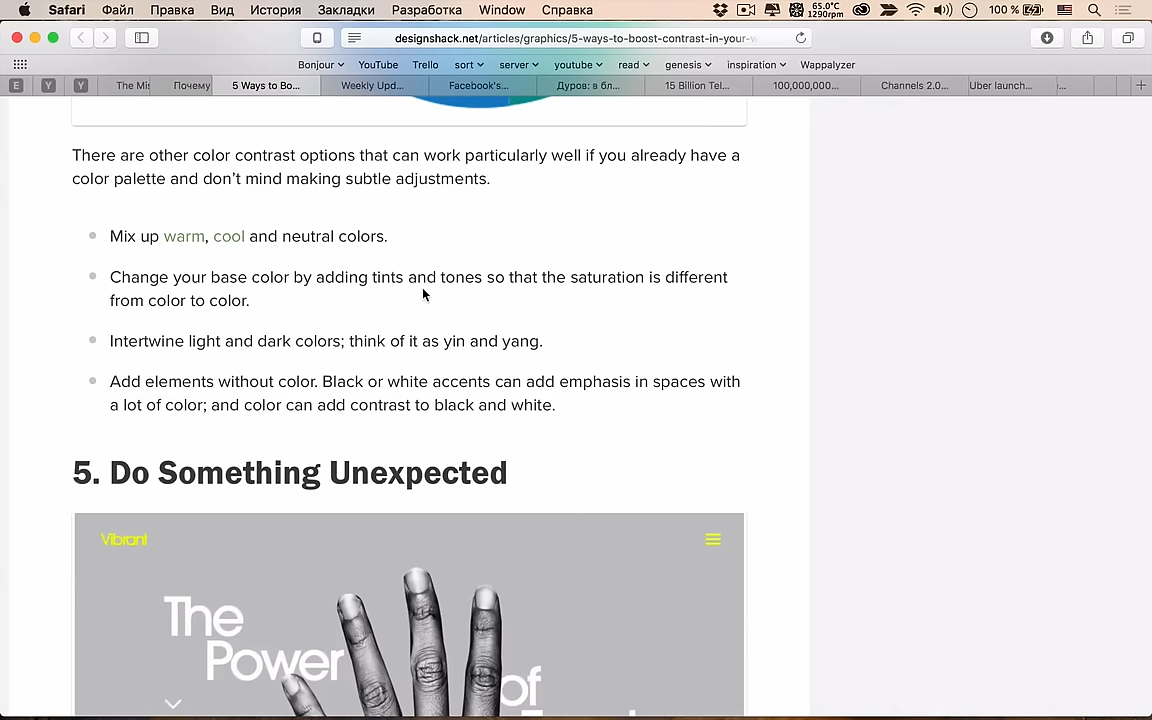 Safari Файл Правка Вид История Закладки Разработка Window Справка 65.0°C 1290rpm 100 %
designshack.net/articles/graphics/5-ways-to-boost-contrast-in-your-w
Bonjour YouTube Trello sort server youtube read genesis inspiration Wappalyzer
E Y Y The Mis Почему 5 Ways to Bo... Weekly Upd... Facebook's... Дуров: в бл... 15 Billion Tel... 100,000,000... Channels 2.0... Uber launch...
There are other color contrast options that can work particularly well if you already have a
color palette and don’t mind making subtle adjustments.
Mix up warm, cool and neutral colors.
Change your base color by adding tints and tones so that the saturation is different
from color to color.
Intertwine light and dark colors; think of it as yin and yang.
Add elements without color. Black or white accents can add emphasis in spaces with
a lot of color; and color can add contrast to black and white.
5. Do Something Unexpected
Vibrant
The
Power
of